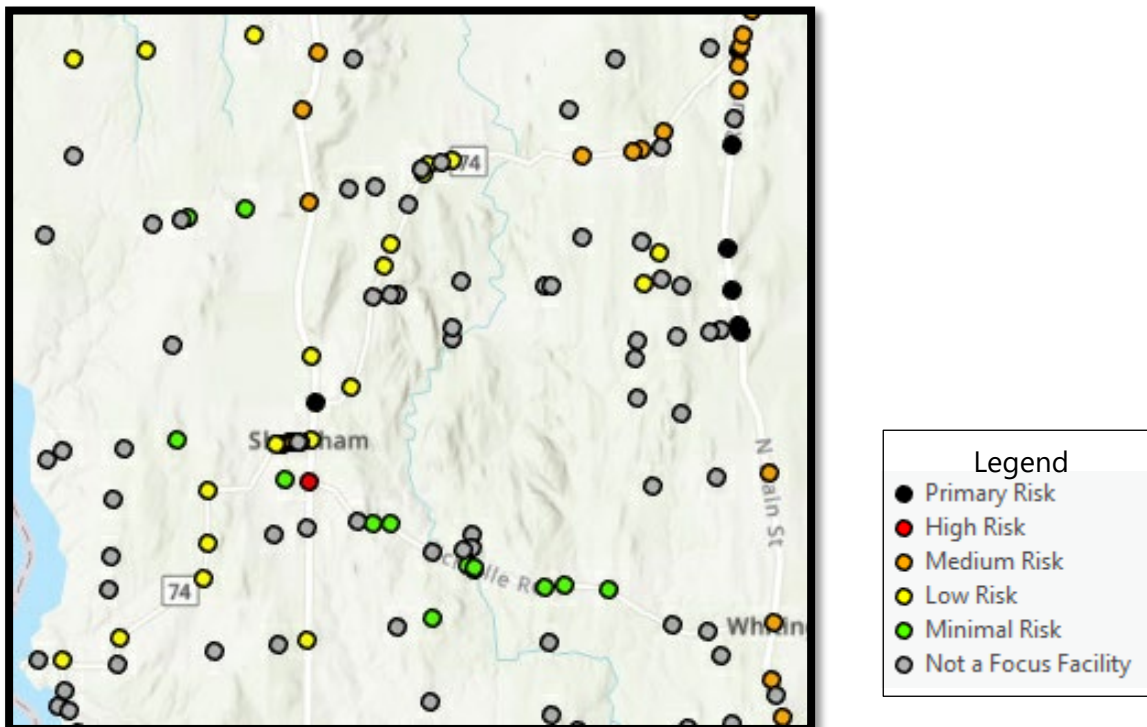 74
N Main St
74
Legend
Primary Risk
High Risk
Medium Risk
Low Risk
Minimal Risk
Not a Focus Facility